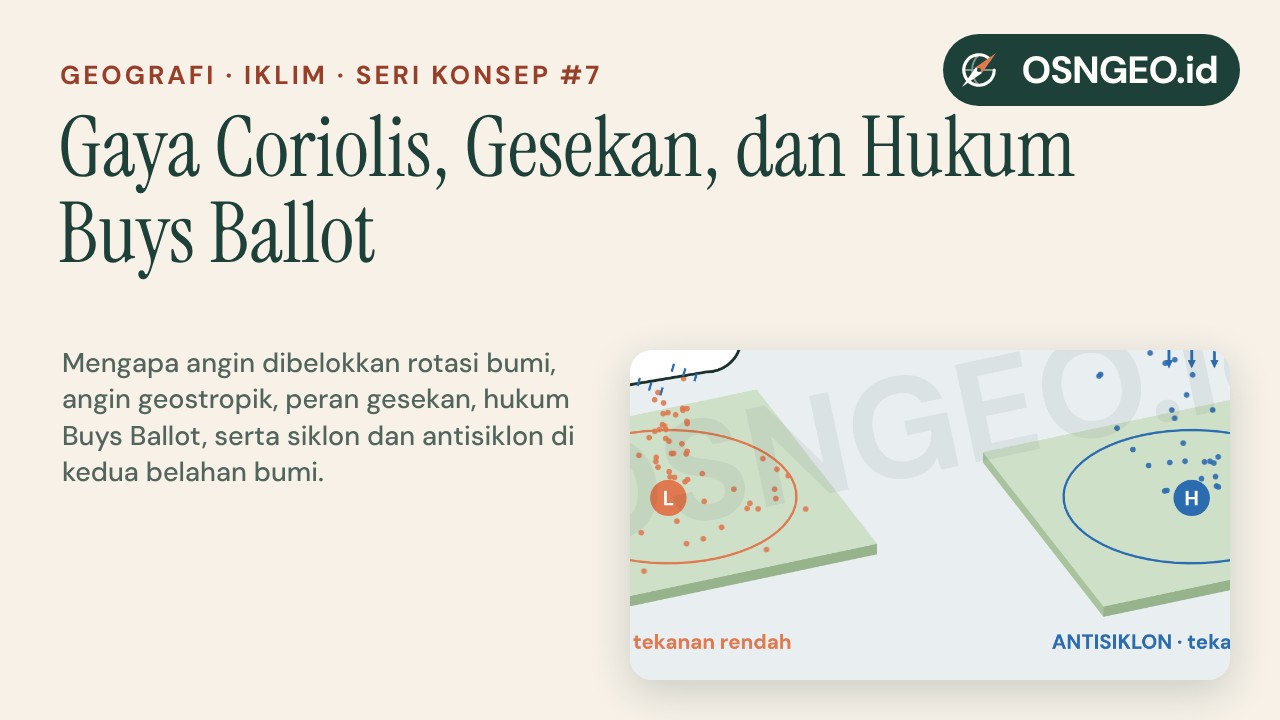 GEOGRAFI · IKLIM · SERI KONSEP #7
OSNGEO.id
Gaya Coriolis, Gesekan, dan Hukum
Buys Ballot
Mengapa angin dibelokkan rotasi bumi,
angin geostropik, peran gesekan, hukum
Buys Ballot, serta siklon dan antisiklon di
kedua belahan bumi.
OSNGEO.i
L
H
tekanan rendah
ANTISIKLON · teka